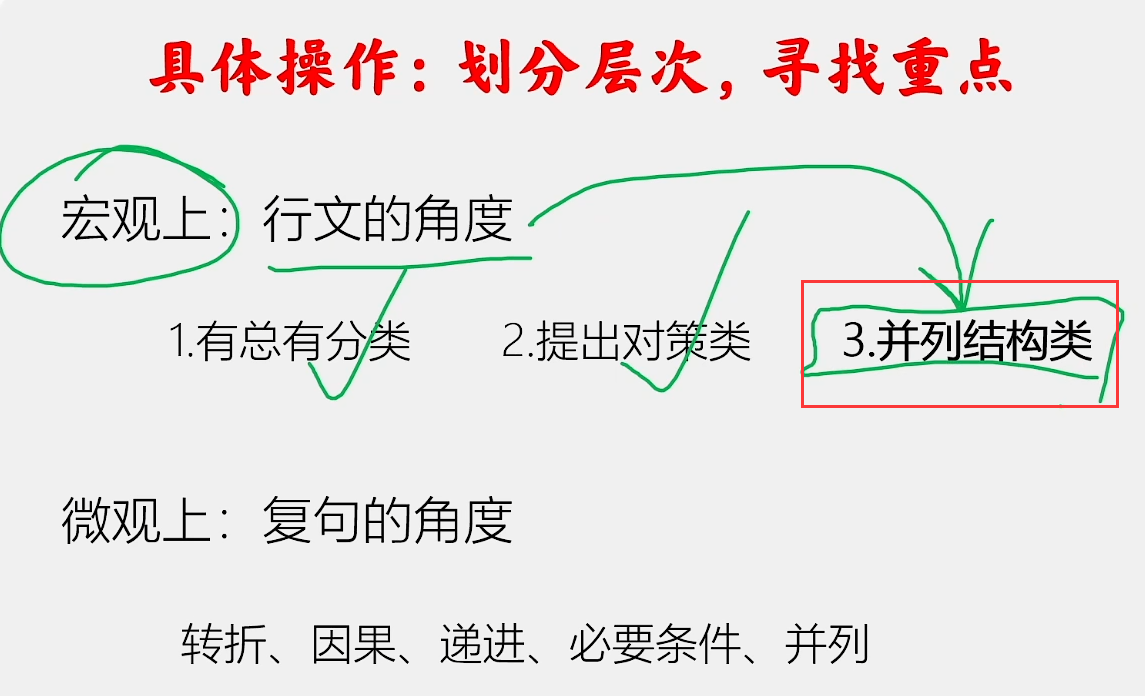 具体操作：划分层次，寻找重点
宏观上：行文的角度
1.有总有分类 2.提出对策类 3.并列结构类
微观上：复句的角度
转折、因果、递进、必要条件、并列